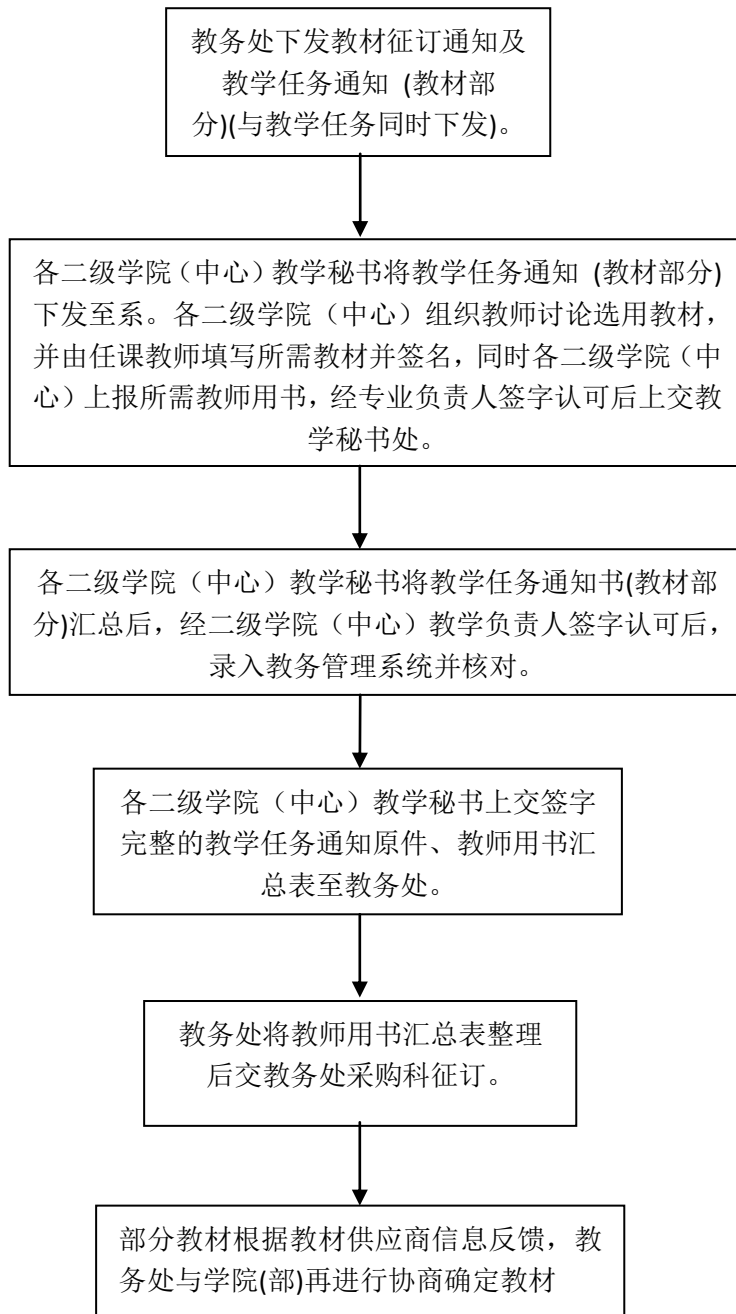 教务处下发教材征订通知及
教学任务通知 (教材部
分)(与教学任务同时下发)。
各二级学院（中心）教学秘书将教学任务通知 (教材部分)
下发至系。各二级学院（中心）组织教师讨论选用教材，
并由任课教师填写所需教材并签名，同时各二级学院（中
心）上报所需教师用书，经专业负责人签字认可后上交教
学秘书处。
各二级学院（中心）教学秘书将教学任务通知书(教材部
分)汇总后，经二级学院（中心）教学负责人签字认可后，
录入教务管理系统并核对。
各二级学院（中心）教学秘书上交签字
完整的教学任务通知原件、教师用书汇
总表至教务处。
教务处将教师用书汇总表整理
后交教务处采购科征订。
部分教材根据教材供应商信息反馈，教
务处与学院(部)再进行协商确定教材